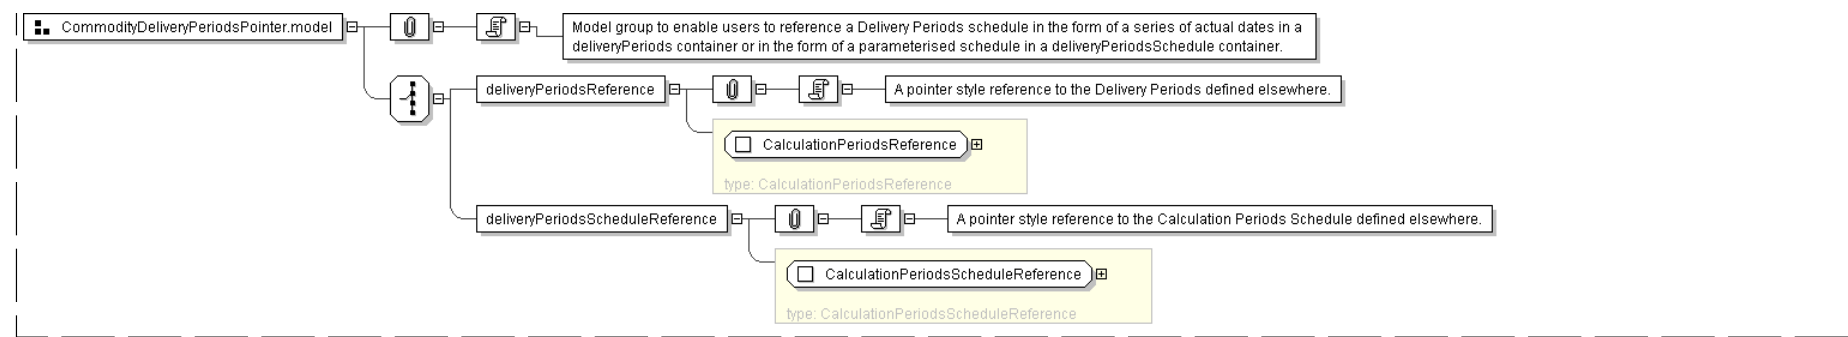 CommodityDeliveryPeriodsPointer.model
Model group to enable users to reference a Delivery Periods schedule in the form of a series of actual dates in a
deliveryPeriods container or in the form of a parameterised schedule in a deliveryPeriodsSchedule container.
deliveryPeriodsReference
A pointer style reference to the Delivery Periods defined elsewhere.
CalculationPeriodsReference
type: CalculationPeriodsReference
deliveryPeriodsScheduleReference
A pointer style reference to the Calculation Periods Schedule defined elsewhere.
CalculationPeriodsScheduleReference
type: CalculationPeriodsScheduleReference